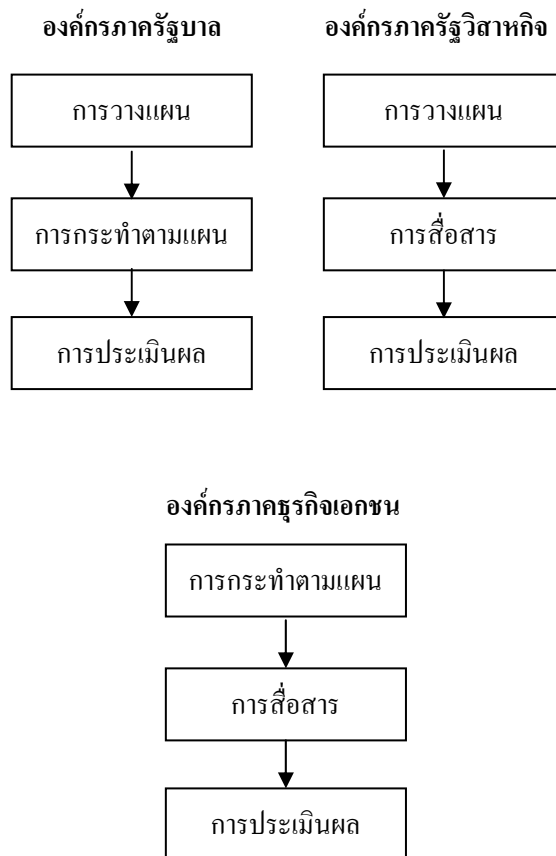 องค์กรภาครัฐบาล
การวางแผน
การกระทำตามแผน
การประเมินผล
องค์กรภาครัฐวิสาหกิจ
การวางแผน
การสื่อสาร
การประเมินผล
องค์กรภาคธุรกิจเอกชน
การกระทำตามแผน
การสื่อสาร
การประเมินผล